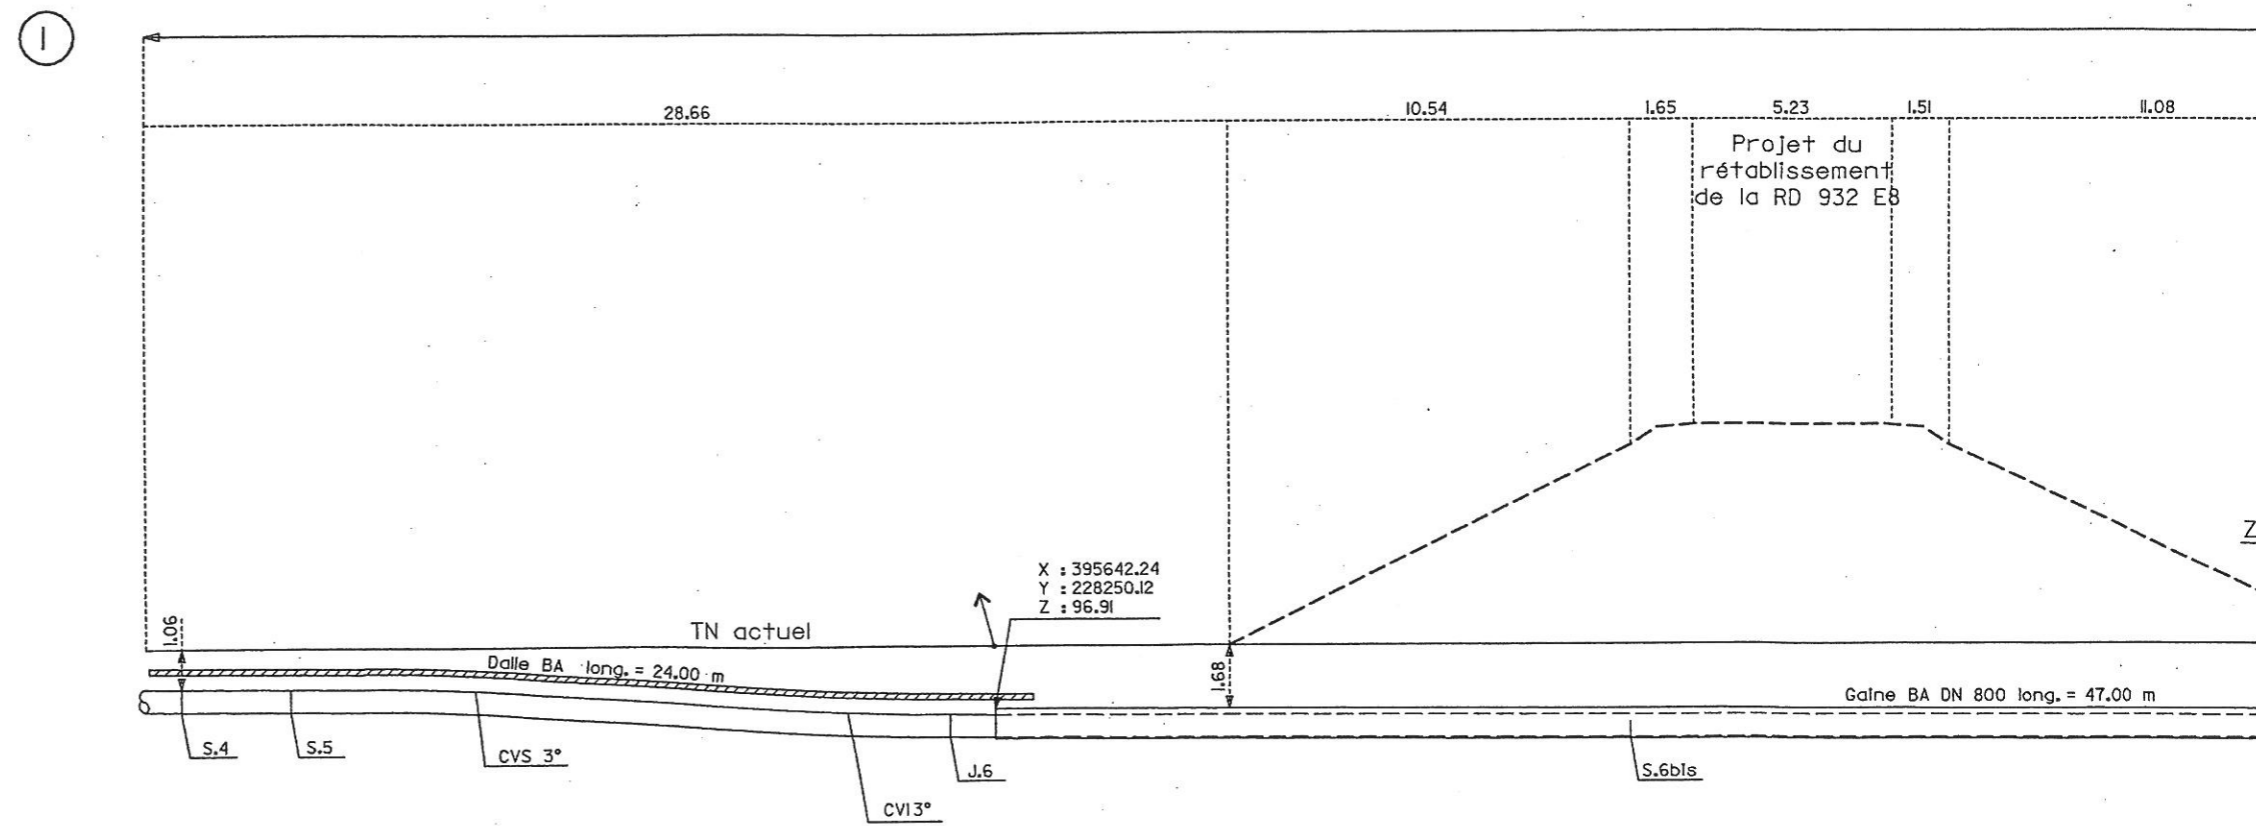 1
28.66
10.54
1.65
5.23
1.51
11.08
Projet du
rétablissement
de la RD 932 E8
Z
X : 395642.24
Y : 228250.12
Z : 96.91
1.06
TN actuel
Dalle BA long. = 24.00 m
1.68
Gaine BA DN 800 long. = 47.00 m
S.4
S.5
CVS 3°
J.6
S.6bis
CVI 3°